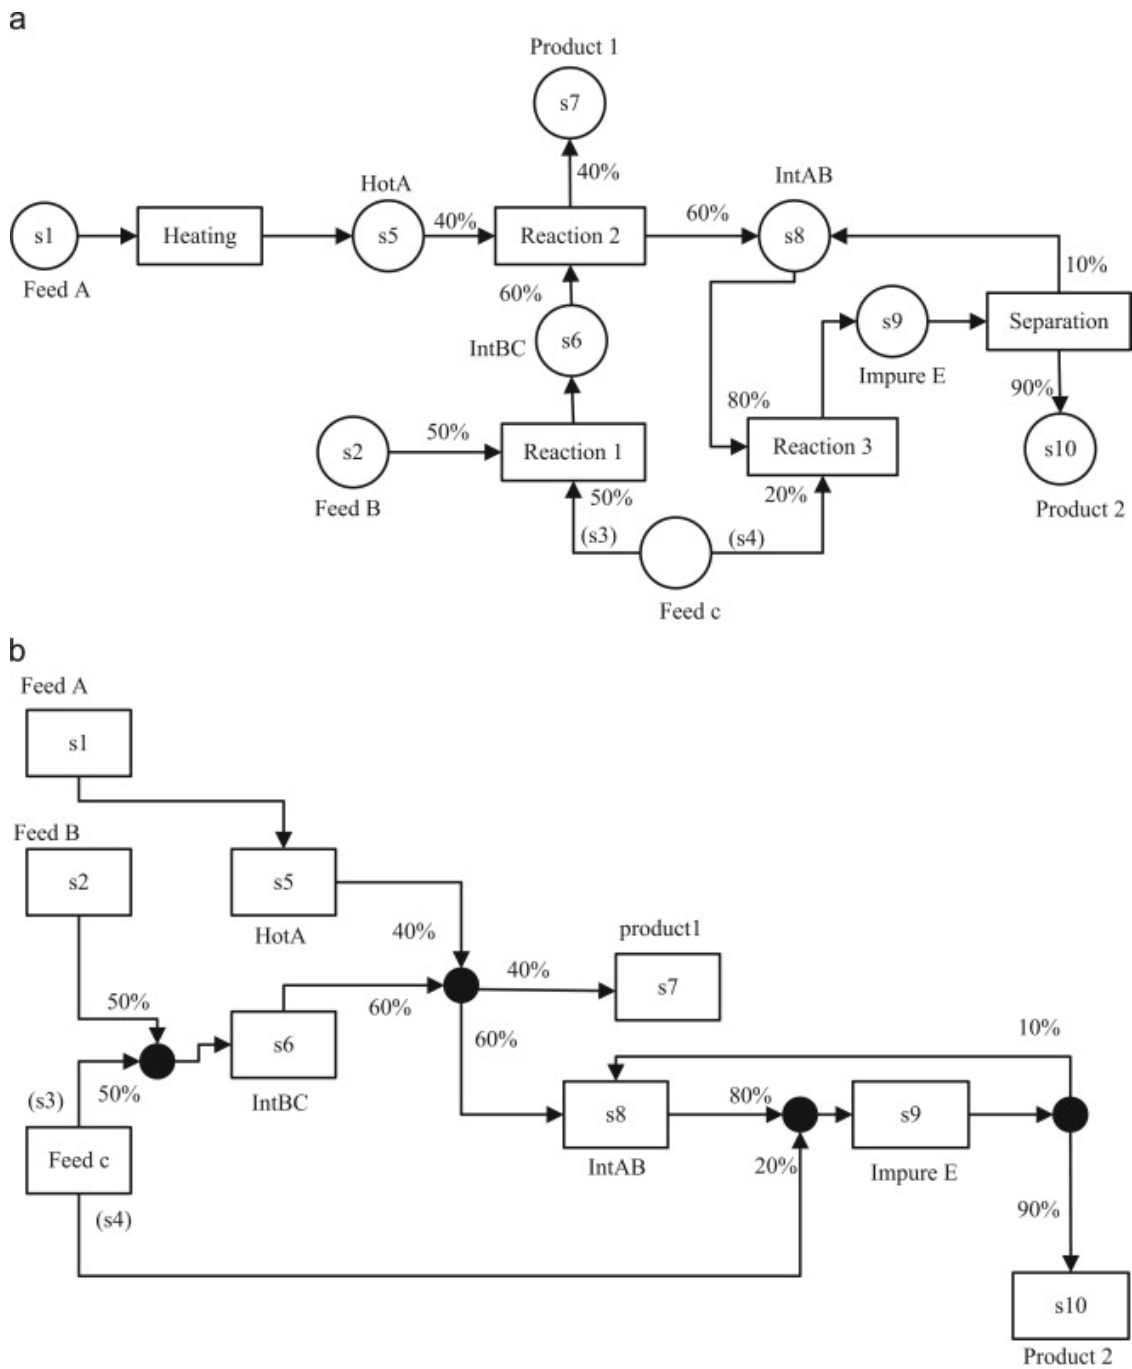 a
Product 1
s7
40%
HotA
IntAB
s1
Heating
s5
40%
Reaction 2
60%
s8
Feed A
10%
60%
s9
Separation
IntBC
s6
Impure E
90%
80%
50%
s2
Reaction 1
Reaction 3
s10
50%
20%
Feed B
Product 2
(s3)
(s4)
Feed c
b
Feed A
s1
Feed B
s2
s5
HotA
40%
product1
40%
s7
50%
60%
s6
60%
10%
50%
IntBC
(s3)
s8
80%
s9
Feed c
IntAB
20%
Impure E
(s4)
90%
s10
Product 2